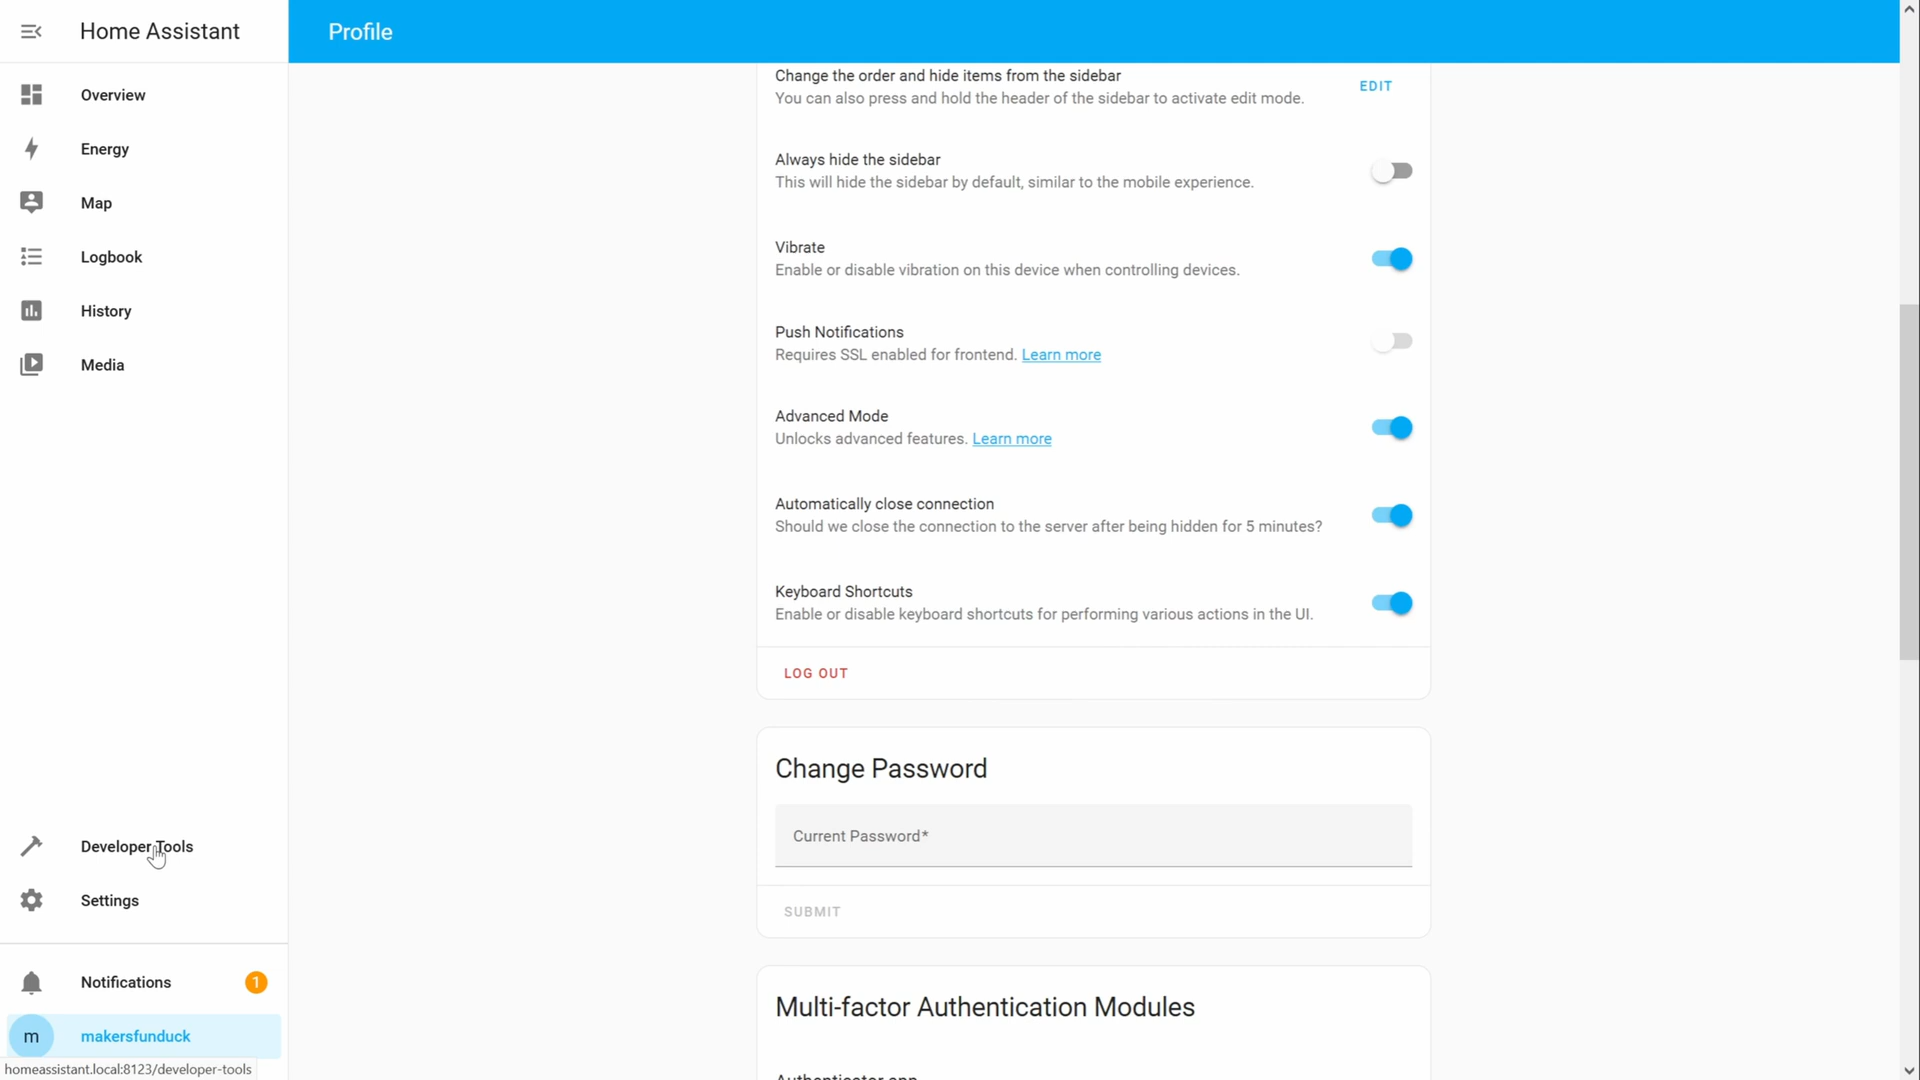 Home Assistant
Profile
Overview
Energy
Map
Logbook
History
Media
Developer Tools
Settings
Notifications
1
m
makersfunduck
homeassistant.local:8123/developer-tools
Change the order and hide items from the sidebar
You can also press and hold the header of the sidebar to activate edit mode.
EDIT
Always hide the sidebar
This will hide the sidebar by default, similar to the mobile experience.
Vibrate
Enable or disable vibration on this device when controlling devices.
Push Notifications
Requires SSL enabled for frontend. Learn more
Advanced Mode
Unlocks advanced features. Learn more
Automatically close connection
Should we close the connection to the server after being hidden for 5 minutes?
Keyboard Shortcuts
Enable or disable keyboard shortcuts for performing various actions in the UI.
LOG OUT
Change Password
Current Password*
SUBMIT
Multi-factor Authentication Modules
Authenticator app